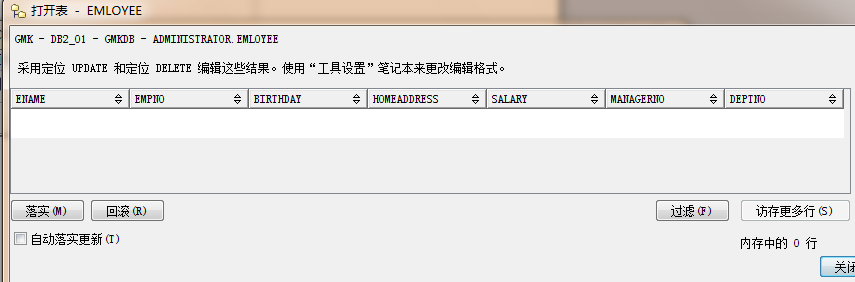 打开表 - EMLOYEE
GMK - DB2_01 - GMKDB - ADMINISTRATOR.EMLOYEE
采用定位 UPDATE 和定位 DELETE 编辑这些结果。使用“工具设置”笔记本来更改编辑格式。
ENAME EMPNO BIRTHDAY HOMEADDRESS SALARY MANAGERNO DEPTNO
落实(M) 回滚(R) 过滤(F) 访存更多行(S)
自动落实更新(T) 内存中的 0 行
关闭